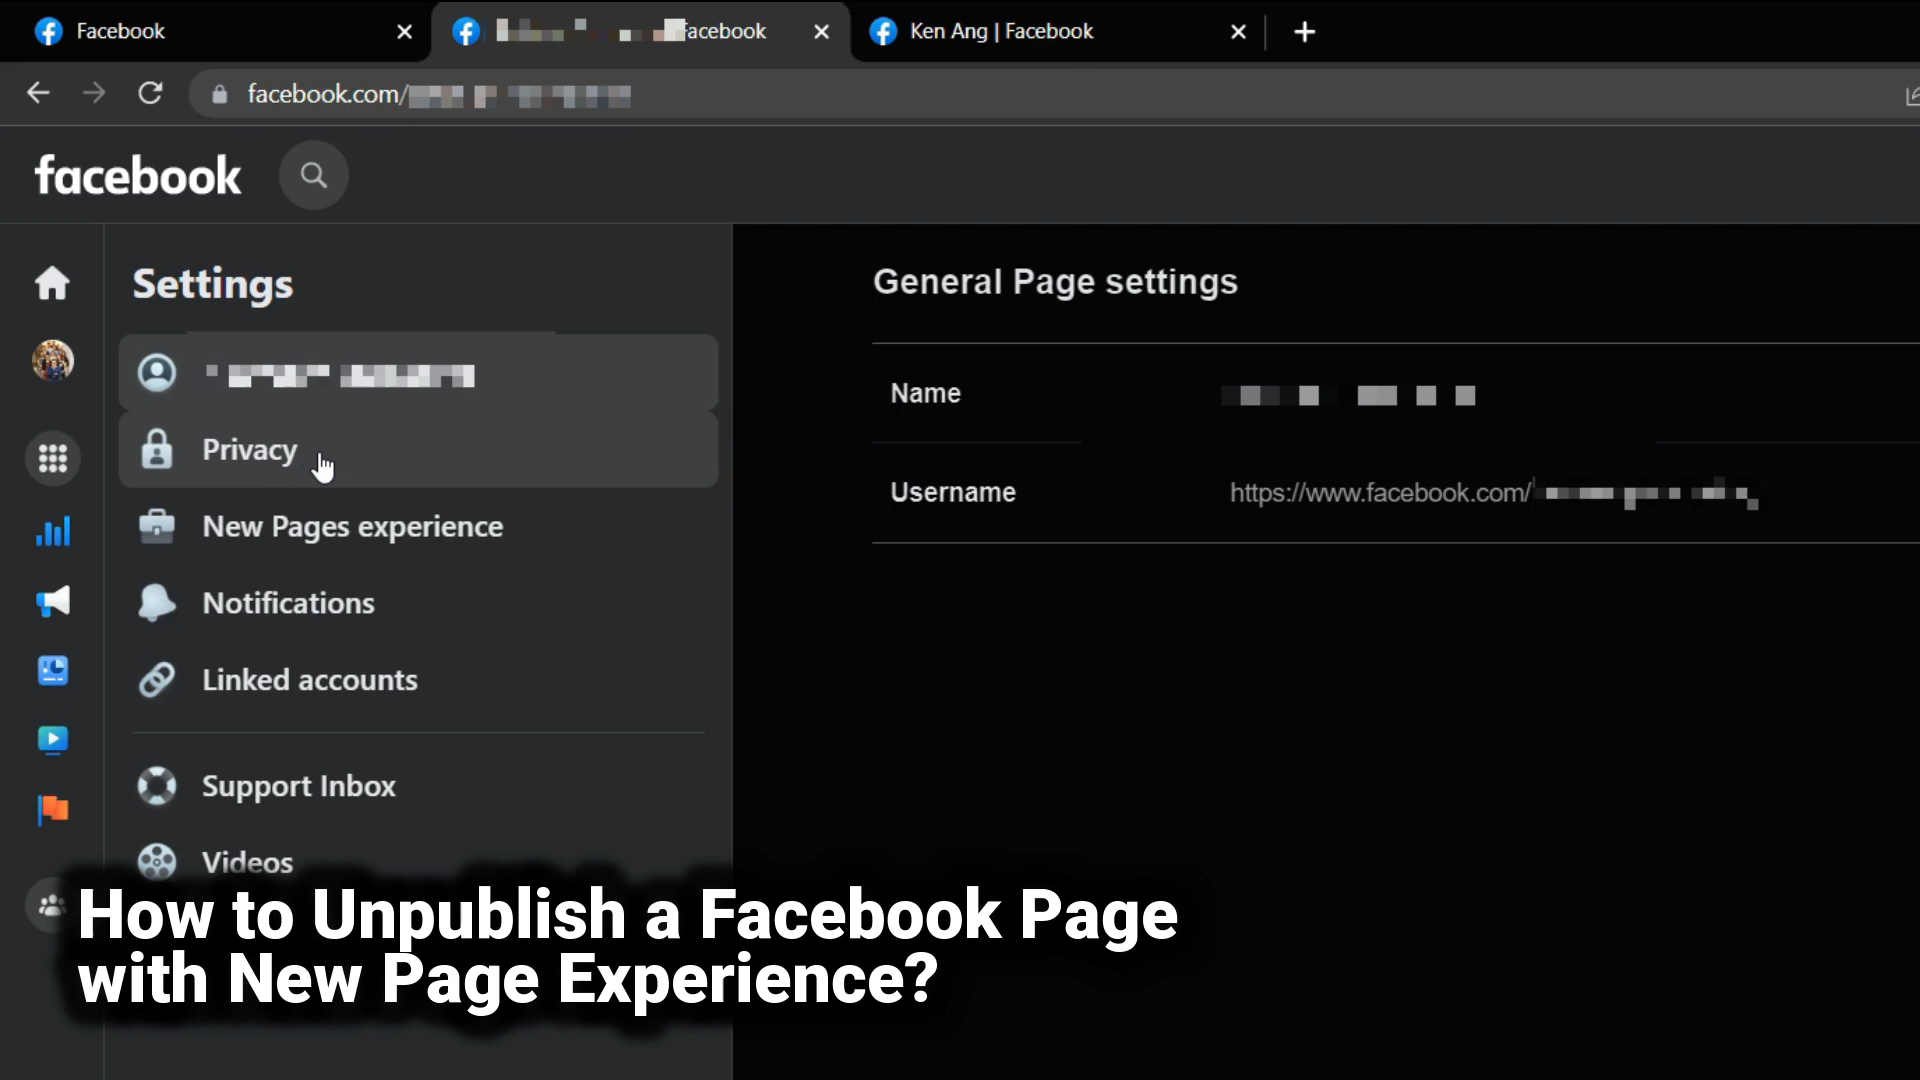 Facebook
Facebook
Ken Ang | Facebook
facebook.com/
facebook
Settings
Privacy
New Pages experience
Notifications
Linked accounts
Support Inbox
Videos
General Page settings
Name
Username https://www.facebook.com/
How to Unpublish a Facebook Page
with New Page Experience?